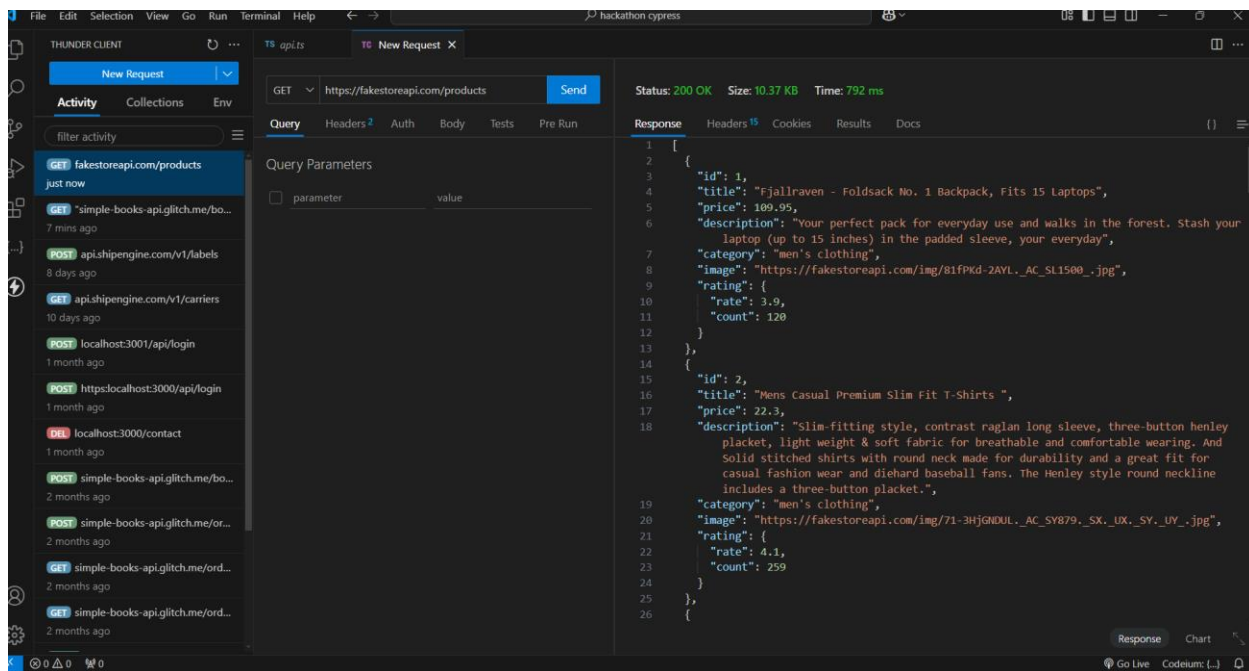 File Edit Selection View Go Run Terminal Help
hackathon cypress
THUNDER CLIENT
TS api.ts
TC New Request
New Request
Activity Collections Env
filter activity
GET fakestoreapi.com/products
just now
GET "simple-books-api.glitch.me/bo...
7 mins ago
POST api.shipengine.com/v1/labels
8 days ago
GET api.shipengine.com/v1/carriers
10 days ago
POST localhost:3001/api/login
1 month ago
POST https:localhost:3000/api/login
1 month ago
DEL localhost:3000/contact
1 month ago
POST simple-books-api.glitch.me/bo...
2 months ago
POST simple-books-api.glitch.me/or...
2 months ago
GET simple-books-api.glitch.me/ord...
2 months ago
GET simple-books-api.glitch.me/ord...
2 months ago
GET https://fakestoreapi.com/products Send
Query Headers 2 Auth Body Tests Pre Run
Query Parameters
parameter value
Status: 200 OK Size: 10.37 KB Time: 792 ms
Response Headers 15 Cookies Results Docs {}
1 [
2 {
3 "id": 1,
4 "title": "Fjallraven - Foldsack No. 1 Backpack, Fits 15 Laptops",
5 "price": 109.95,
6 "description": "Your perfect pack for everyday use and walks in the forest. Stash your
laptop (up to 15 inches) in the padded sleeve, your everyday",
7 "category": "men's clothing",
8 "image": "https://fakestoreapi.com/img/81fPKd-2AYL._AC_SL1500_.jpg",
9 "rating": {
10 "rate": 3.9,
11 "count": 120
12 }
13 },
14 {
15 "id": 2,
16 "title": "Mens Casual Premium Slim Fit T-Shirts ",
17 "price": 22.3,
18 "description": "Slim-fitting style, contrast raglan long sleeve, three-button henley
placket, light weight & soft fabric for breathable and comfortable wearing. And
Solid stitched shirts with round neck made for durability and a great fit for
casual fashion wear and diehard baseball fans. The Henley style round neckline
includes a three-button placket.",
19 "category": "men's clothing",
20 "image": "https://fakestoreapi.com/img/71-3HjGNDUL._AC_SY879._SX._UX._SY._UY_.jpg",
21 "rating": {
22 "rate": 4.1,
23 "count": 259
24 }
25 },
26 {
Response Chart
0 0 0
Go Live Codeium: {...}